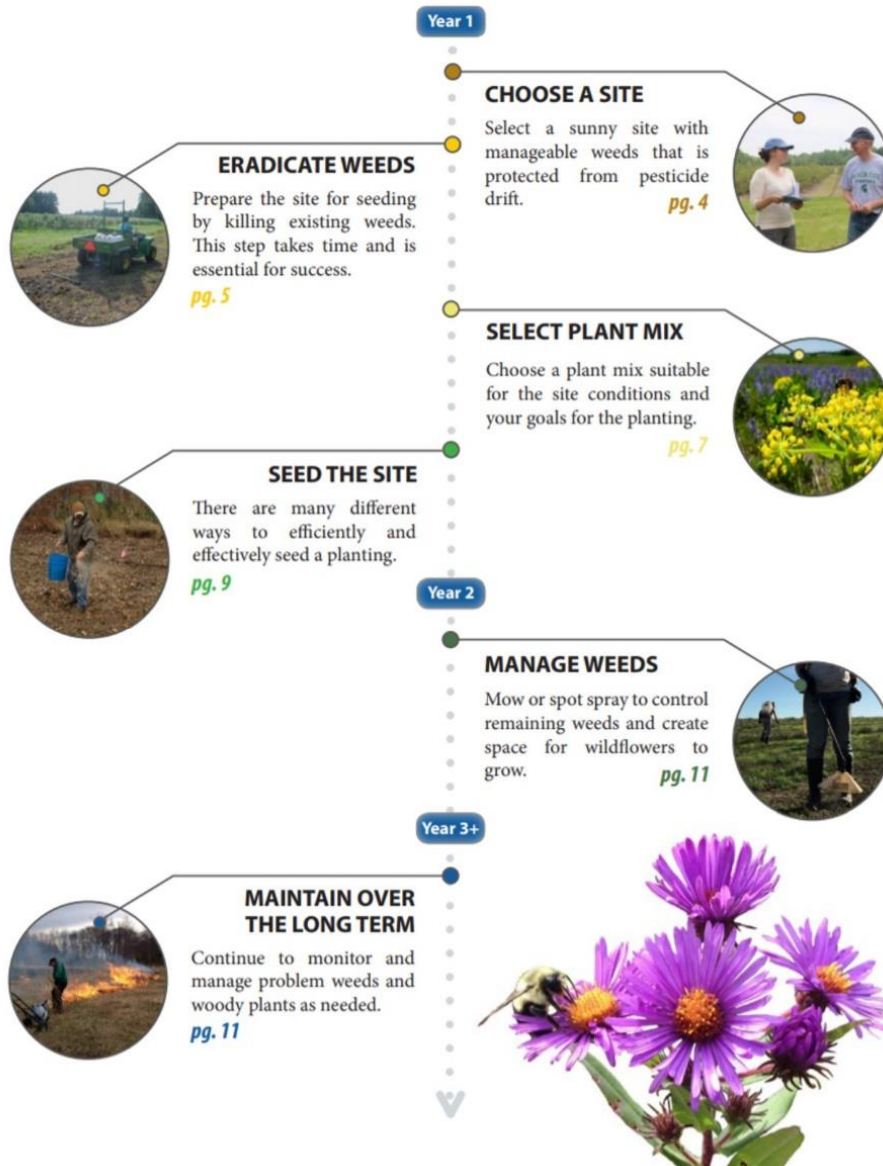 Year 1
CHOOSE A SITE
Select a sunny site with
manageable weeds that is
protected from pesticide
drift. pg. 4
ERADICATE WEEDS
Prepare the site for seeding
by killing existing weeds.
This step takes time and is
essential for success.
pg. 5
SELECT PLANT MIX
Choose a plant mix suitable
for the site conditions and
your goals for the planting.
pg. 7
SEED THE SITE
There are many different
ways to efficiently and
effectively seed a planting.
pg. 9
Year 2
MANAGE WEEDS
Mow or spot spray to control
remaining weeds and create
space for wildflowers to
grow. pg. 11
Year 3+
MAINTAIN OVER
THE LONG TERM
Continue to monitor and
manage problem weeds and
woody plants as needed.
pg. 11